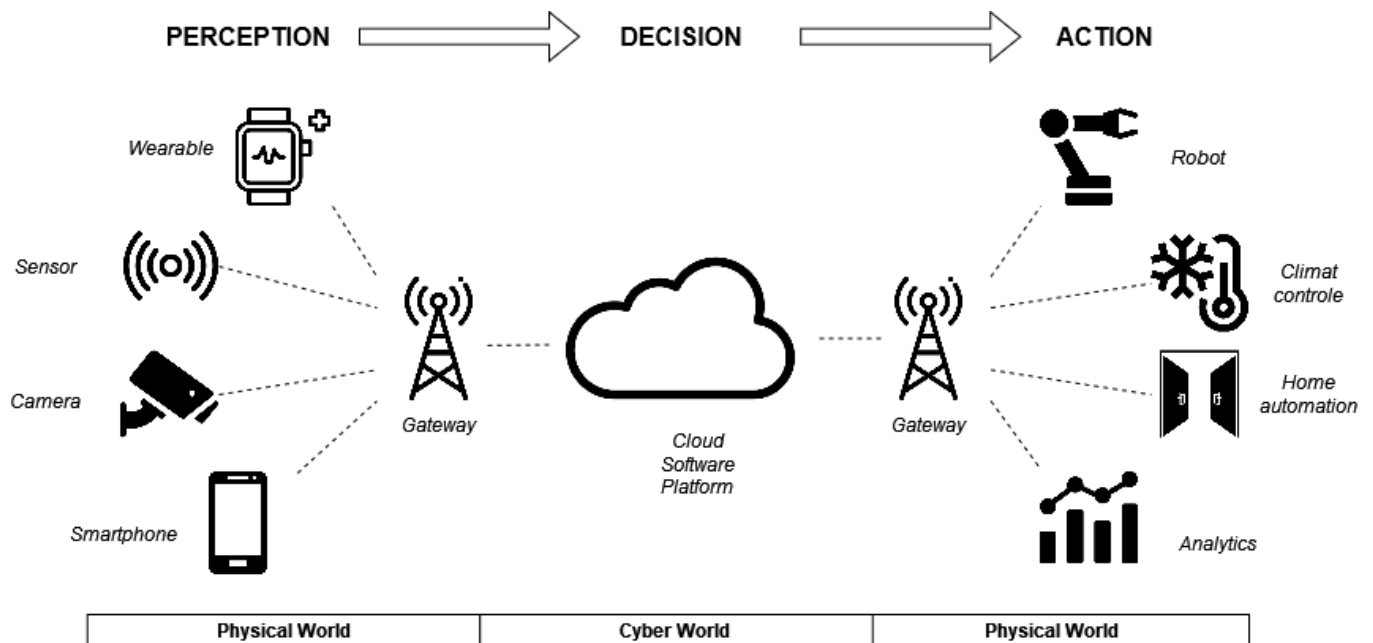 PERCEPTION
DECISION
ACTION
Wearable
Robot
Sensor
Climat
controle
Camera
Home
automation
Gateway
Gateway
Cloud
Software
Platform
Smartphone
Analytics
Physical World
Cyber World
Physical World